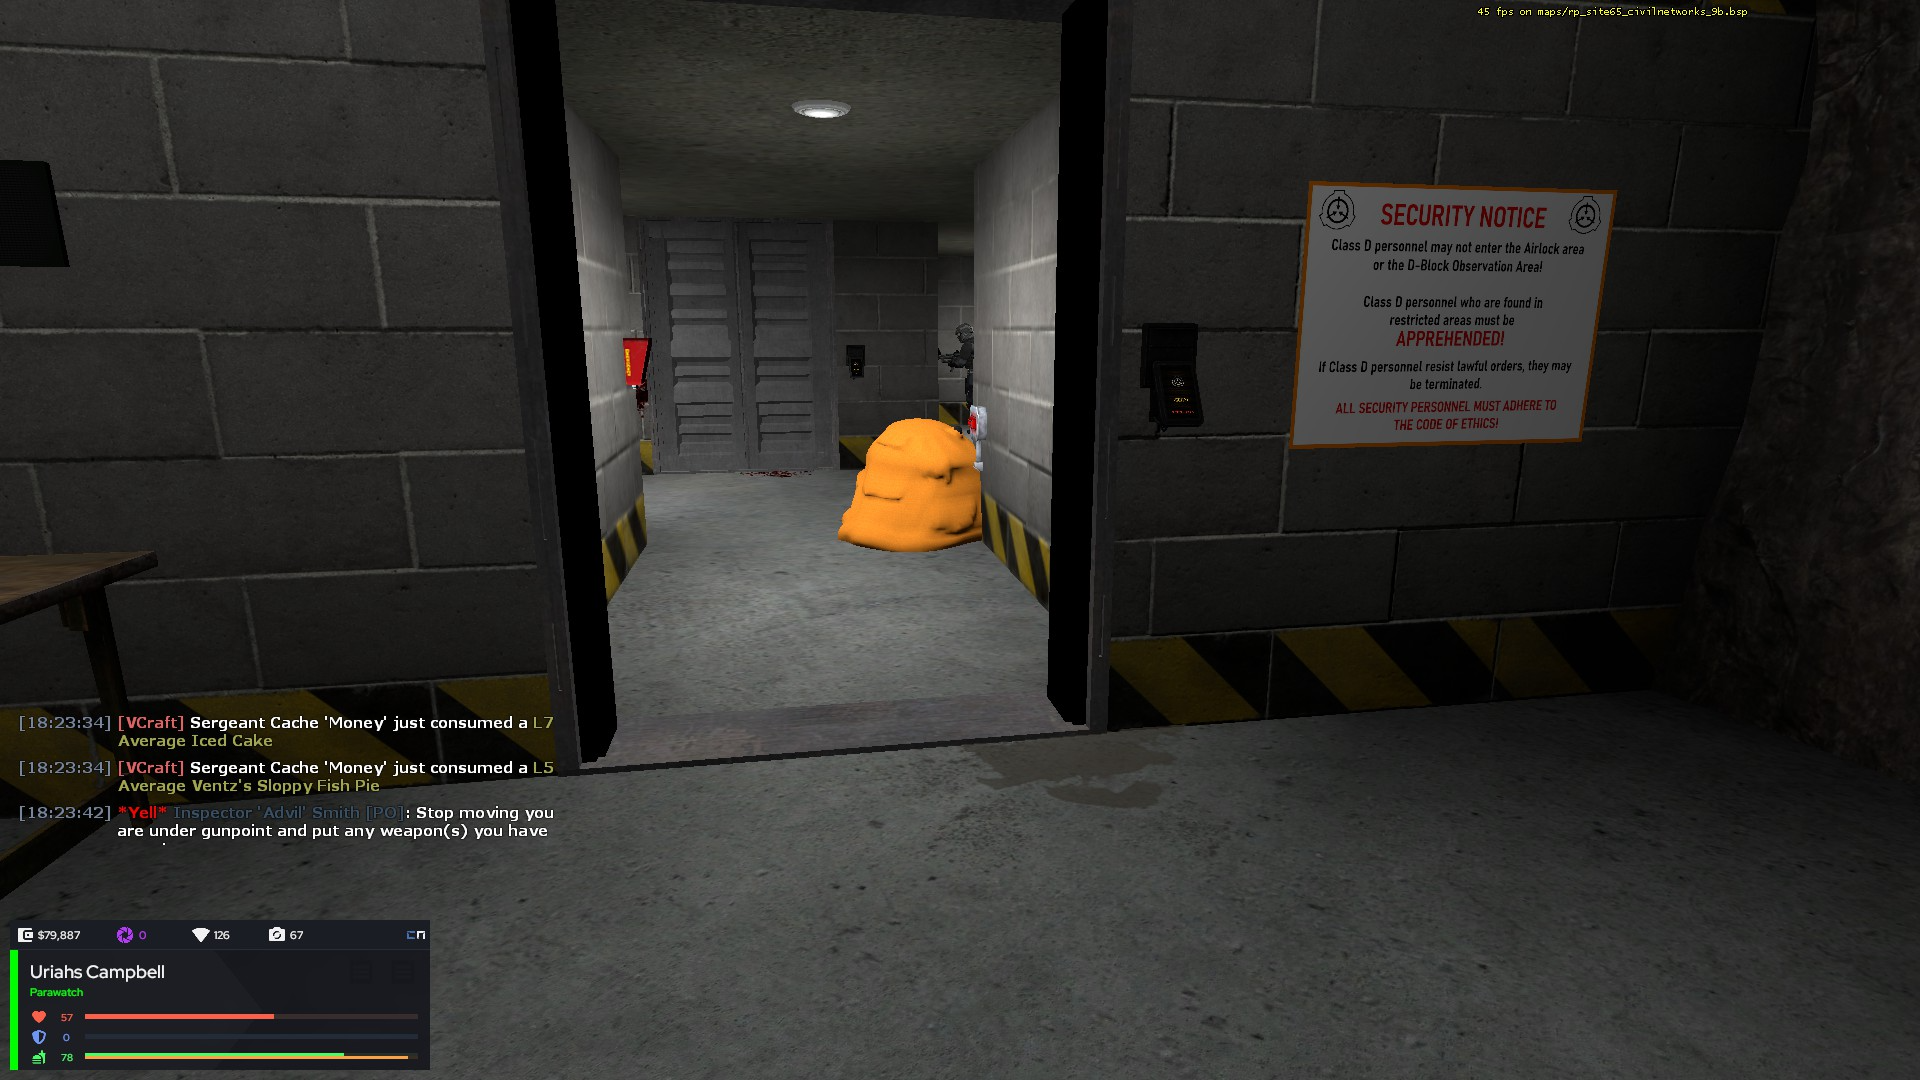 45 fps on maps/rp_site65_civilnetworks_9b.bsp
SECURITY NOTICE
Class D personnel may not enter the Airlock area
or the D-Block Observation Area!
Class D personnel who are found in
restricted areas must be
APPREHENDED!
If Class D personnel resist lawful orders, they may
be terminated.
ALL SECURITY PERSONNEL MUST ADHERE TO
THE CODE OF ETHICS!
[18:23:34] [VCraft] Sergeant Cache 'Money' just consumed a L7
Average Iced Cake
[18:23:34] [VCraft] Sergeant Cache 'Money' just consumed a L5
Average Ventz's Sloppy Fish Pie
[18:23:42] *Yell* Inspector 'Advil' Smith [PO]: Stop moving you
are under gunpoint and put any weapon(s) you have
$79,887 0 126 67
Uriahs Campbell
Parawatch
57
0
78